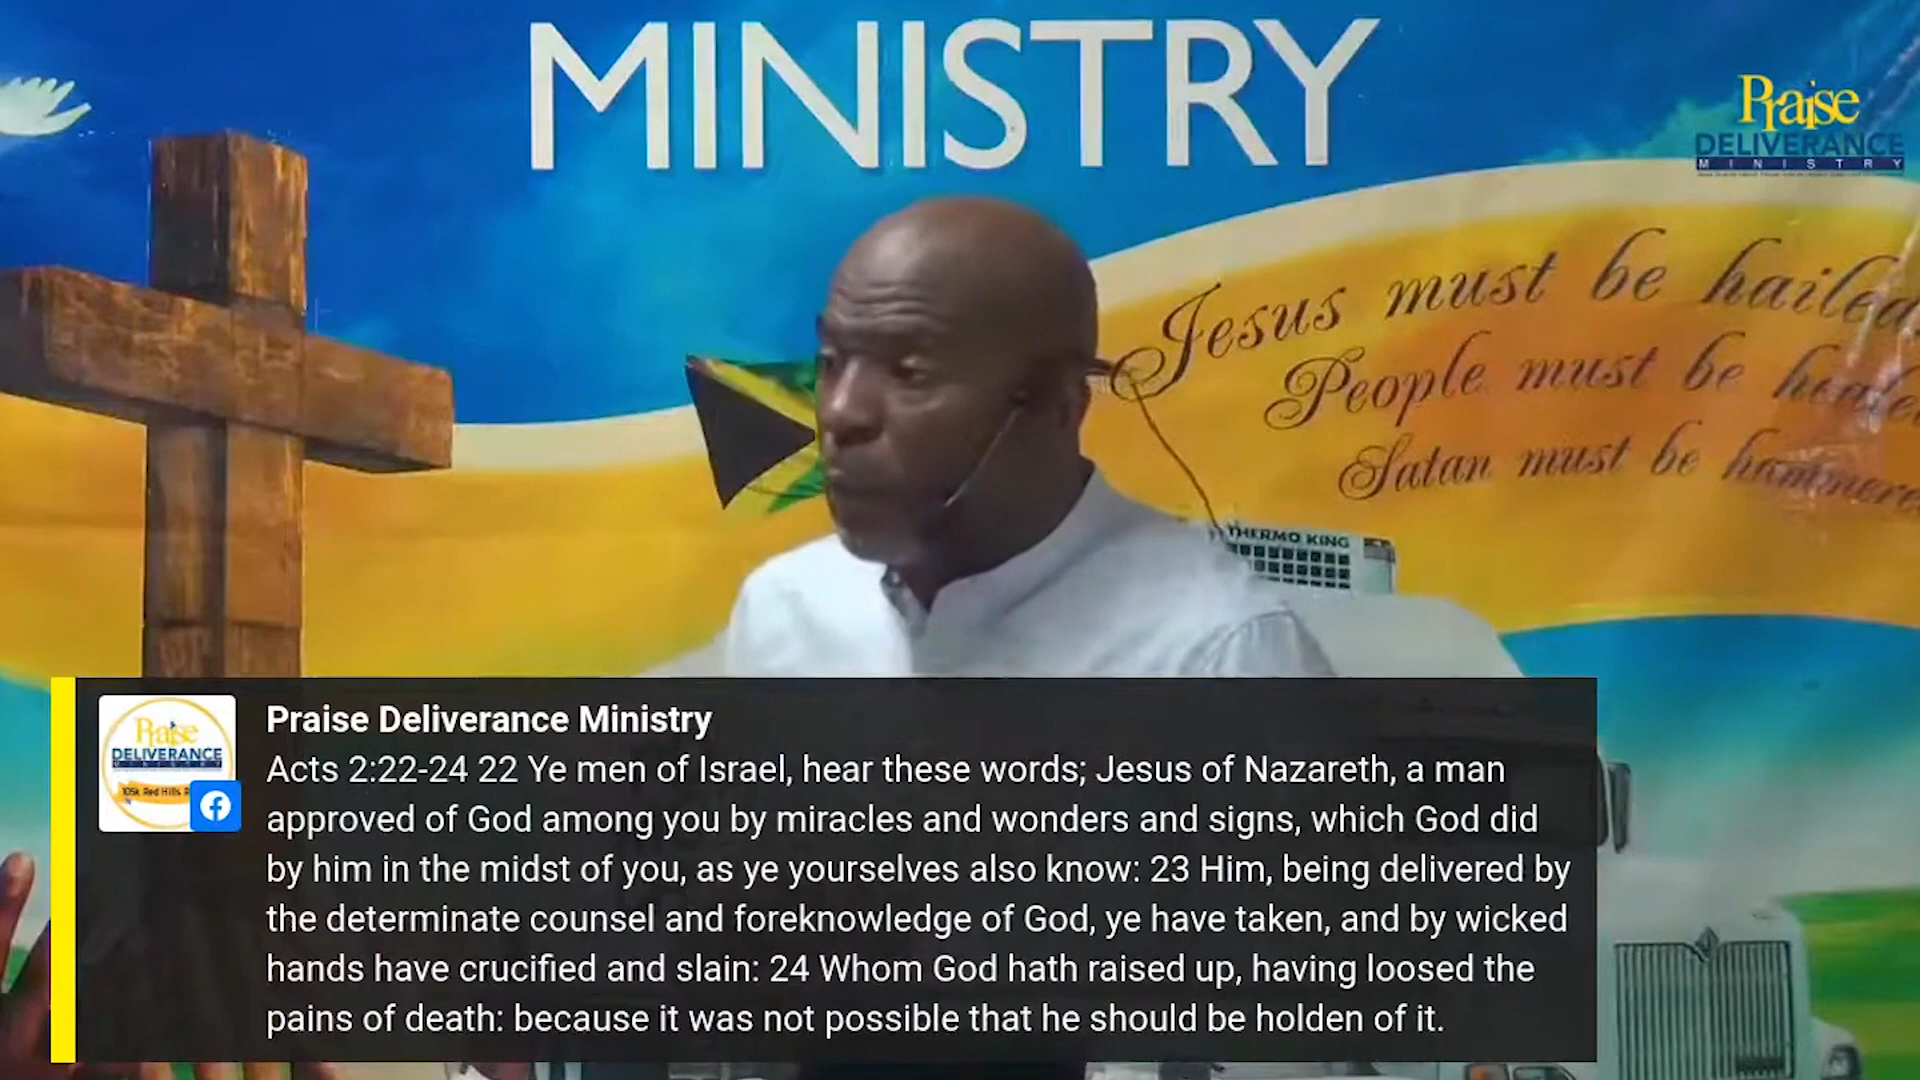 MINISTRY
Praise
DELIVERANCE
MINISTRY
Jesus must be hailed
People must be
Satan must be
THERMO KING
Praise
DELIVERANCE
MINISTRY
105k Red Hills
Praise Deliverance Ministry
Acts 2:22-24 22 Ye men of Israel, hear these words; Jesus of Nazareth, a man
approved of God among you by miracles and wonders and signs, which God did
by him in the midst of you, as ye yourselves also know: 23 Him, being delivered by
the determinate counsel and foreknowledge of God, ye have taken, and by wicked
hands have crucified and slain: 24 Whom God hath raised up, having loosed the
pains of death: because it was not possible that he should be holden of it.